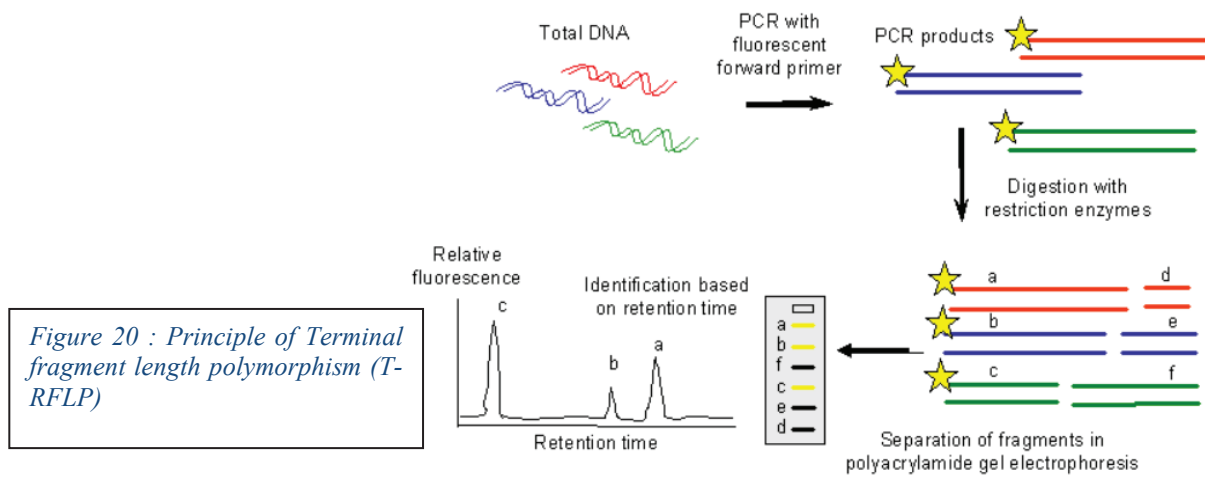 Total DNA
PCR with
fluorescent
forward primer
PCR products
Digestion with
restriction enzymes
a
d
b
e
c
f
Separation of fragments in
polyacrylamide gel electrophoresis
Identification based
on retention time
a
b
f
c
e
d
Relative
fluorescence
c
b
a
Retention time
Figure 20 : Principle of Terminal
fragment length polymorphism (T-
RFLP)